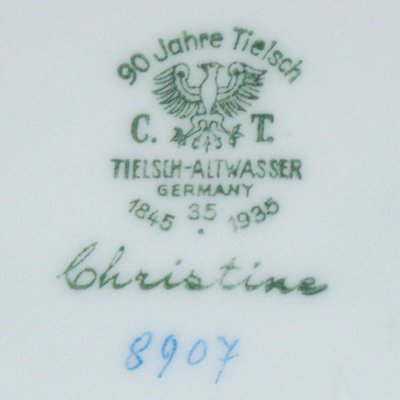 90 Jahre Tielsch
C. T.
TIELSCH-ALTWASSER
GERMANY
1845 35 1935
Christine
8907